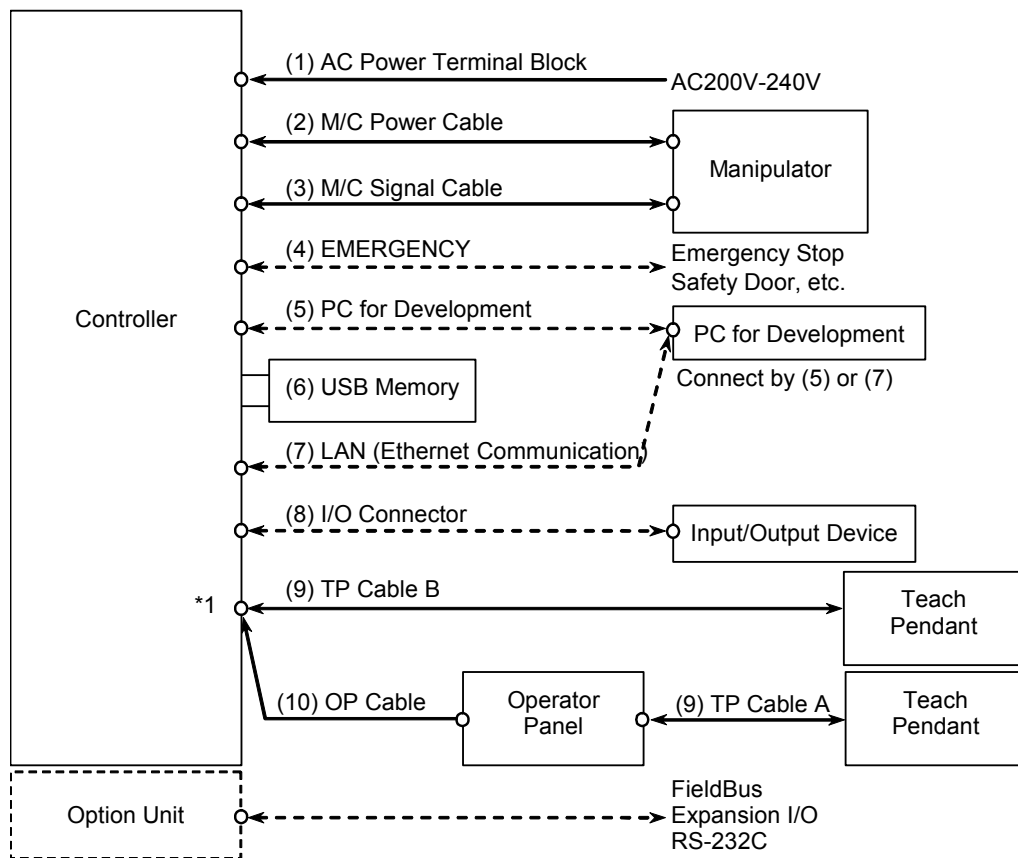 (1) AC Power Terminal Block
AC200V-240V
(2) M/C Power Cable
Manipulator
(3) M/C Signal Cable
(4) EMERGENCY
Emergency Stop
Safety Door, etc.
Controller
(5) PC for Development
PC for Development
Connect by (5) or (7)
(6) USB Memory
(7) LAN (Ethernet Communication)
(8) I/O Connector
Input/Output Device
*1
(9) TP Cable B
Teach
Pendant
(10) OP Cable
Operator
Panel
(9) TP Cable A
Teach
Pendant
Option Unit
FieldBus
Expansion I/O
RS-232C